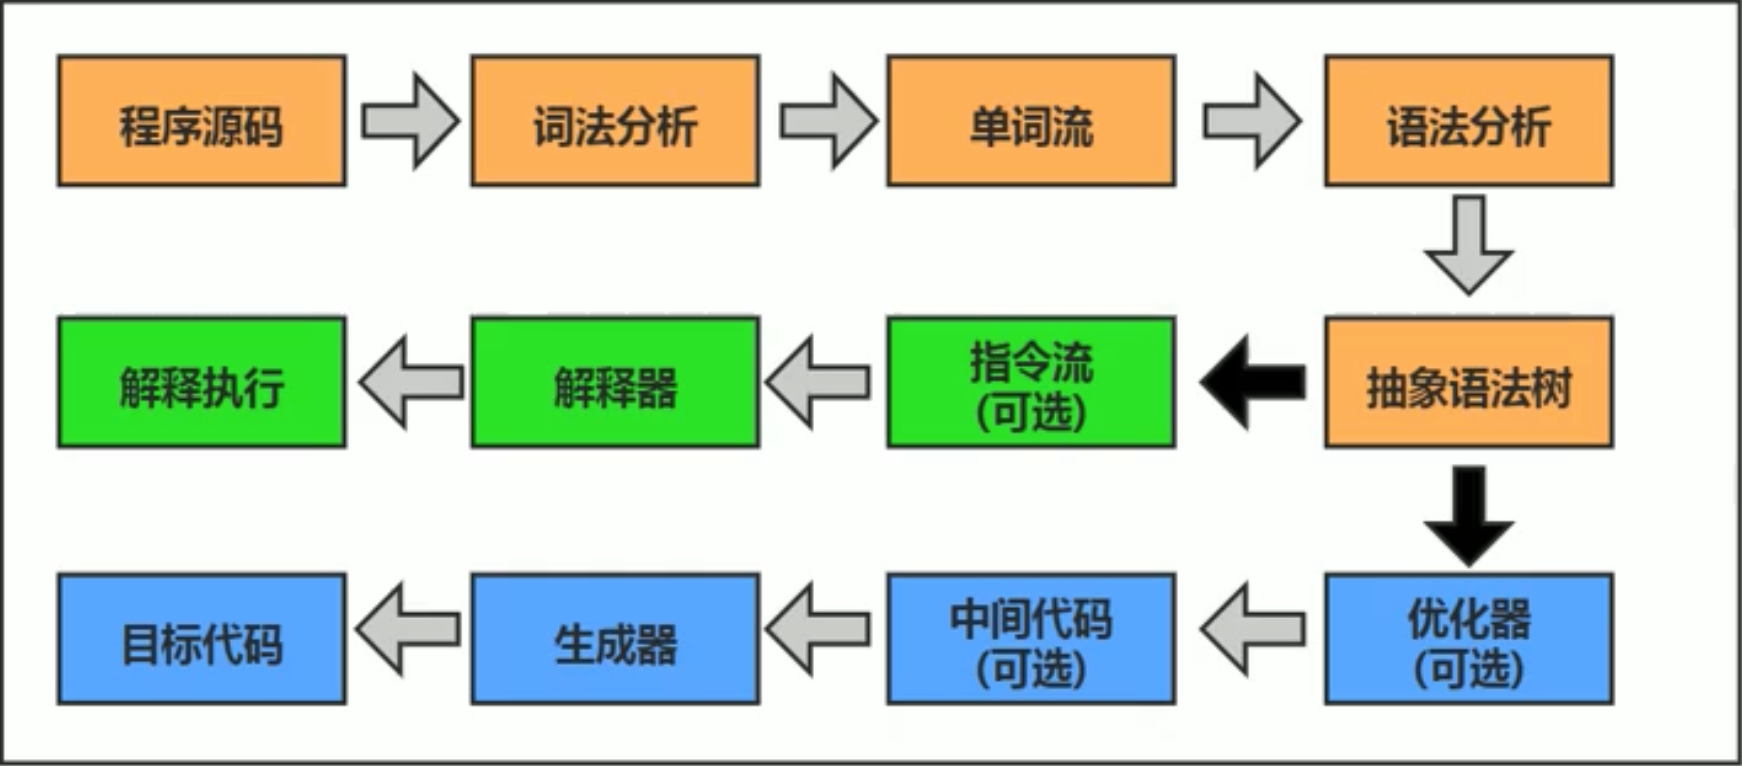 程序源码
词法分析
单词流
语法分析
解释执行
解释器
指令流
(可选)
抽象语法树
目标代码
生成器
中间代码
(可选)
优化器
(可选)